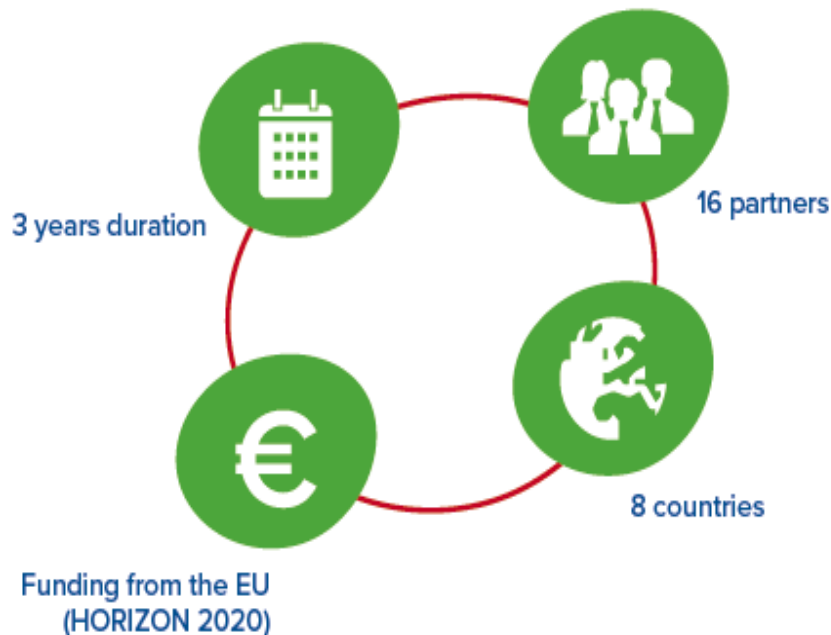 16 partners
3 years duration
8 countries
Funding from the EU
(HORIZON 2020)